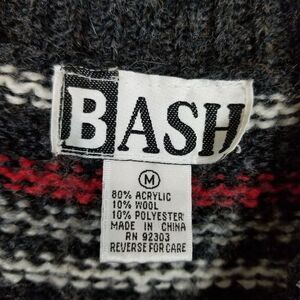 BASH
M
80% ACRYLIC
10% WOOL
10% POLYESTER
MADE IN CHINA
RN 92303
REVERSE FOR CARE